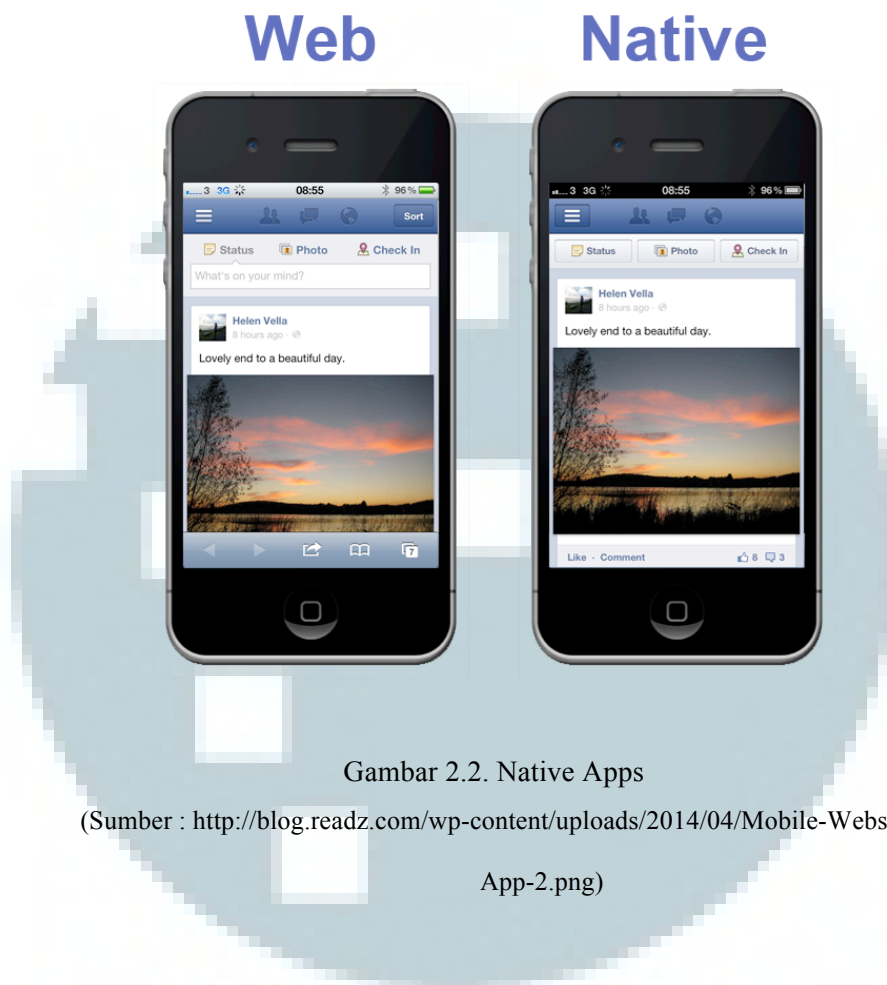 Web Native
3 3G 08:55 96%
Sort
Status Photo Check In
What's on your mind?
Helen Vella
8 hours ago
Lovely end to a beautiful day.
7
3 3G 08:55 96%
Status Photo Check In
Helen Vella
8 hours ago
Lovely end to a beautiful day.
Like · Comment 8 3
Gambar 2.2. Native Apps
(Sumber : http://blog.readz.com/wp-content/uploads/2014/04/Mobile-Webs
App-2.png)